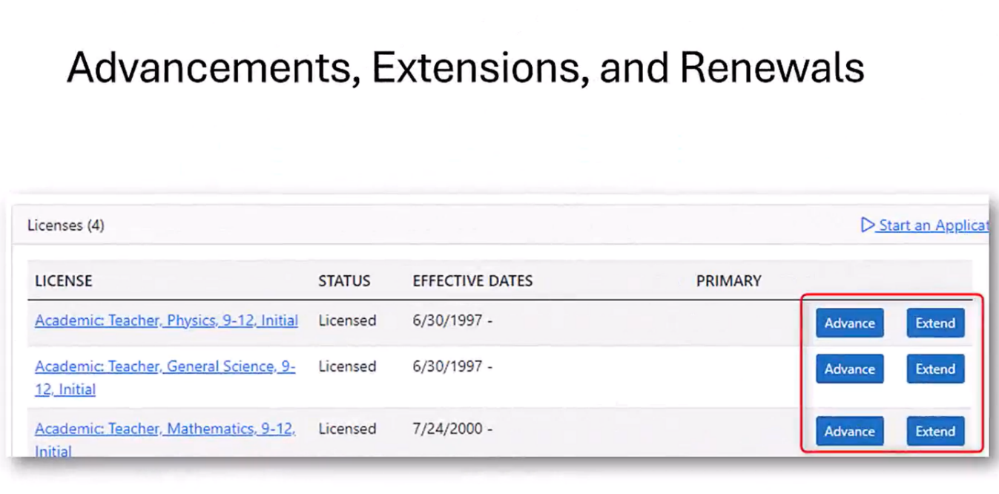 Advancements, Extensions, and Renewals
Licenses (4)
Start an Applicat
LICENSE STATUS EFFECTIVE DATES PRIMARY
Academic: Teacher, Physics, 9-12, Initial Licensed 6/30/1997 - Advance Extend
Academic: Teacher, General Science, 9-
12, Initial Licensed 6/30/1997 - Advance Extend
Academic: Teacher, Mathematics, 9-12,
Initial Licensed 7/24/2000 - Advance Extend